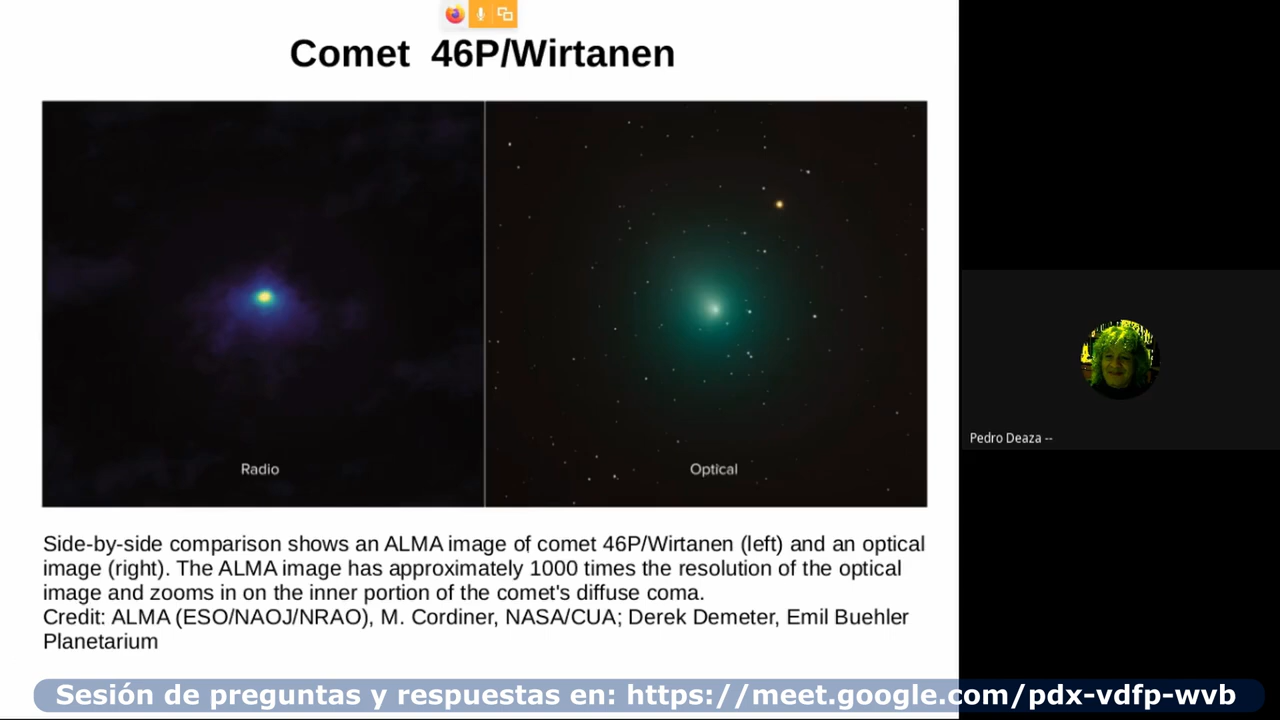 Comet 46P/Wirtanen
Radio
Optical
Side-by-side comparison shows an ALMA image of comet 46P/Wirtanen (left) and an optical
image (right). The ALMA image has approximately 1000 times the resolution of the optical
image and zooms in on the inner portion of the comet's diffuse coma.
Credit: ALMA (ESO/NAOJ/NRAO), M. Cordiner, NASA/CUA; Derek Demeter, Emil Buehler
Planetarium
Pedro Deaza --
Sesión de preguntas y respuestas en: https://meet.google.com/pdx-vdfp-wvb